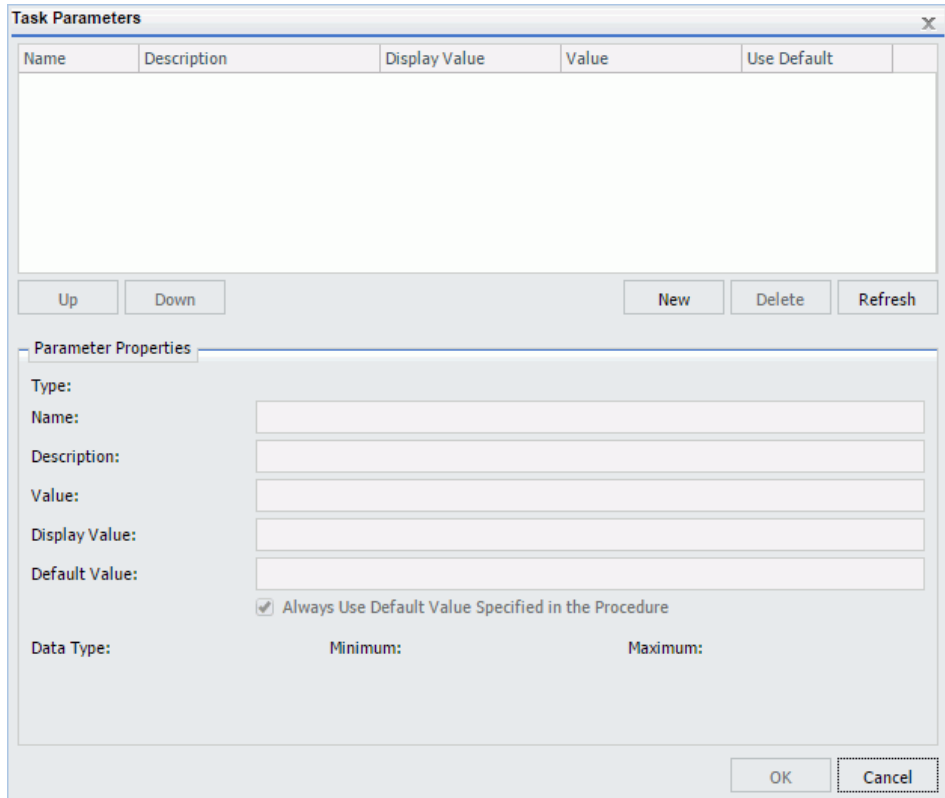 Task Parameters
Name Description Display Value Value Use Default
Up Down New Delete Refresh
Parameter Properties
Type:
Name:
Description:
Value:
Display Value:
Default Value:
Always Use Default Value Specified in the Procedure
Data Type: Minimum: Maximum:
OK Cancel